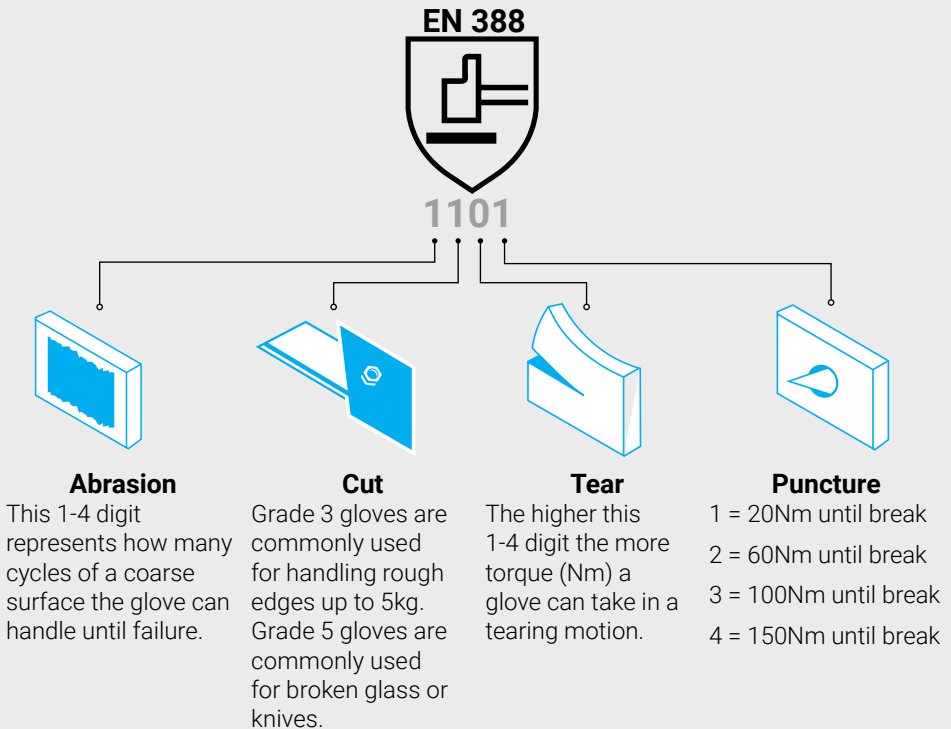 EN 388
1101
Abrasion
This 1-4 digit
represents how many
cycles of a coarse
surface the glove can
handle until failure.
Cut
Grade 3 gloves are
commonly used
for handling rough
edges up to 5kg.
Grade 5 gloves are
commonly used
for broken glass or
knives.
Tear
The higher this
1-4 digit the more
torque (Nm) a
glove can take in a
tearing motion.
Puncture
1 = 20Nm until break
2 = 60Nm until break
3 = 100Nm until break
4 = 150Nm until break